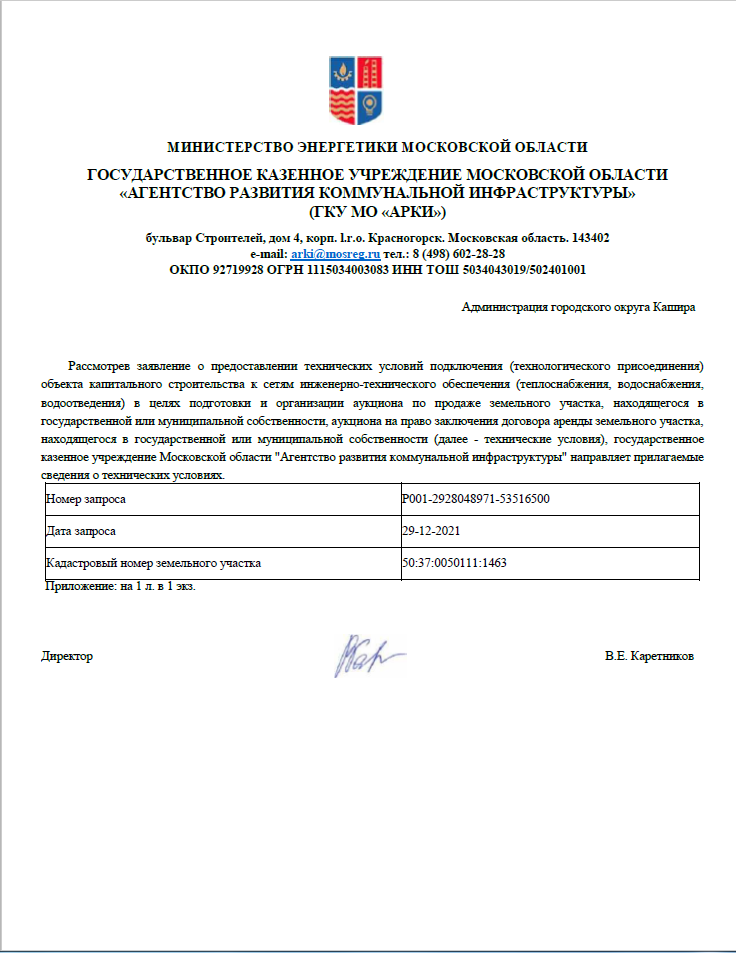 МИНИСТЕРСТВО ЭНЕРГЕТИКИ МОСКОВСКОЙ ОБЛАСТИ
ГОСУДАРСТВЕННОЕ КАЗЕННОЕ УЧРЕЖДЕНИЕ МОСКОВСКОЙ ОБЛАСТИ
«АГЕНТСТВО РАЗВИТИЯ КОММУНАЛЬНОЙ ИНФРАСТРУКТУРЫ»
(ГКУ МО «АРКИ»)
бульвар Строителей, дом 4, корп. l.r.о. Красногорск. Московская область. 143402
e-mail: arki@mosreg.ru тел.: 8 (498) 602-28-28
ОКПО 92719928 ОГРН 1115034003083 ИНН ТОШ 5034043019/502401001
Администрация городского округа Кашира
Рассмотрев заявление о предоставлении технических условий подключения (технологического присоединения)
объекта капитального строительства к сетям инженерно-технического обеспечения (теплоснабжения, водоснабжения,
водоотведения) в целях подготовки и организации аукциона по продаже земельного участка, находящегося в
государственной или муниципальной собственности, аукциона на право заключения договора аренды земельного участка,
находящегося в государственной или муниципальной собственности (далее - технические условия), государственное
казенное учреждение Московской области "Агентство развития коммунальной инфраструктуры" направляет прилагаемые
сведения о технических условиях.
Номер запроса Р001-2928048971-53516500
Дата запроса 29-12-2021
Кадастровый номер земельного участка 50:37:0050111:1463
Приложение: на 1 л. в 1 экз.
Директор В.Е. Каретников